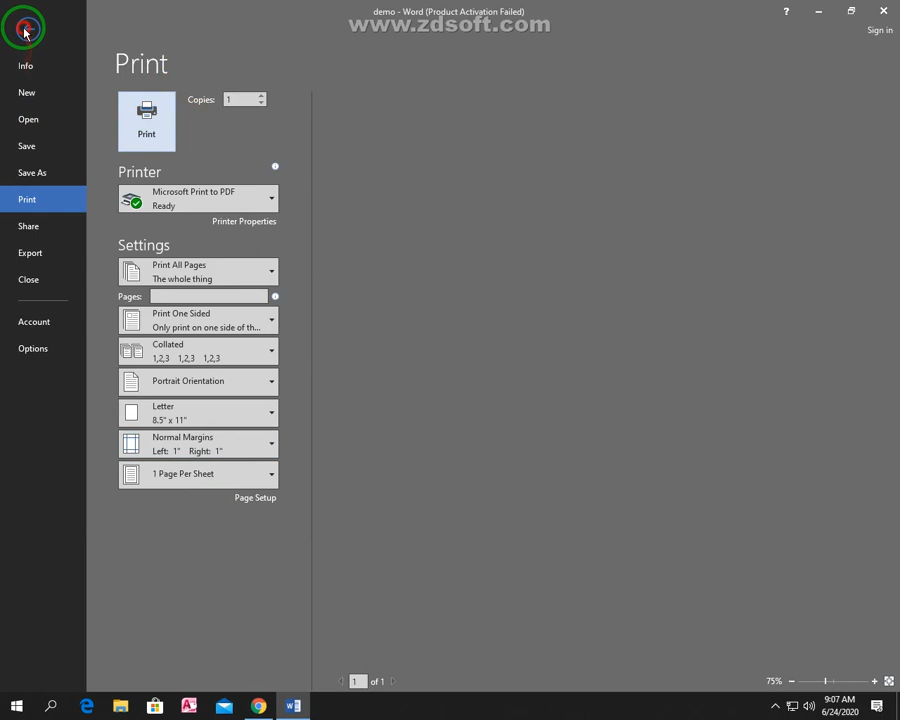 demo - Word (Product Activation Failed)
?
www.zdsoft.com
Sign in
Info
New
Open
Save
Save As
Print
Share
Export
Close
Account
Options
Print
Print
Copies: 1
Printer
Microsoft Print to PDF
Ready
Printer Properties
Settings
Print All Pages
The whole thing
Pages:
Print One Sided
Only print on one side of th...
Collated
1,2,3 1,2,3 1,2,3
Portrait Orientation
Letter
8.5" x 11"
Normal Margins
Left: 1" Right: 1"
1 Page Per Sheet
Page Setup
1 of 1
75%
9:07 AM
6/24/2020